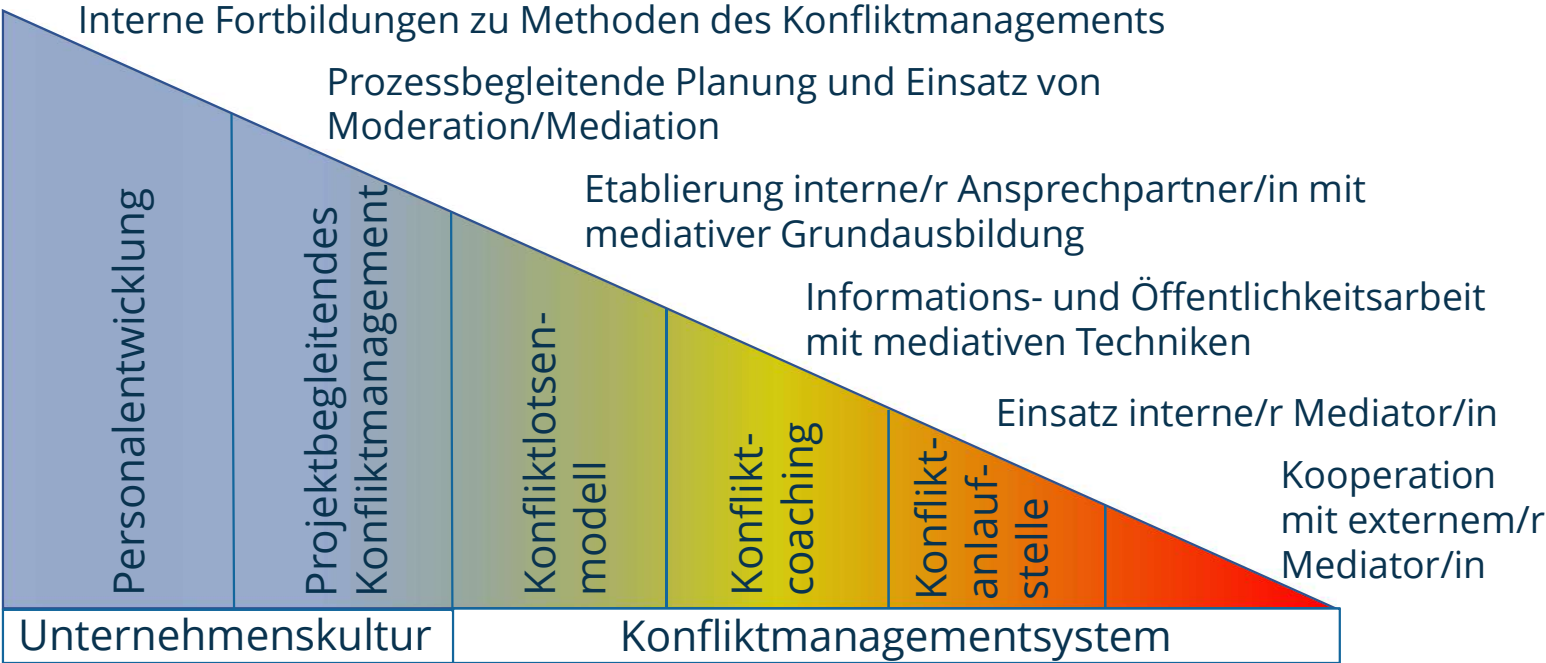 Interne Fortbildungen zu Methoden des Konfliktmanagements
Prozessbegleitende Planung und Einsatz von
Moderation/Mediation
Etablierung interne/r Ansprechpartner/in mit
mediativer Grundausbildung
Informations- und Öffentlichkeitsarbeit
mit mediativen Techniken
Einsatz interne/r Mediator/in
Kooperation
mit externem/r
Mediator/in
Personalentwicklung
Projektbegleitendes
Konfliktmanagement
Konfliktlotsen-
modell
Konflikt-
coaching
Konflikt-
anlauf-
stelle
Unternehmenskultur
Konfliktmanagementsystem